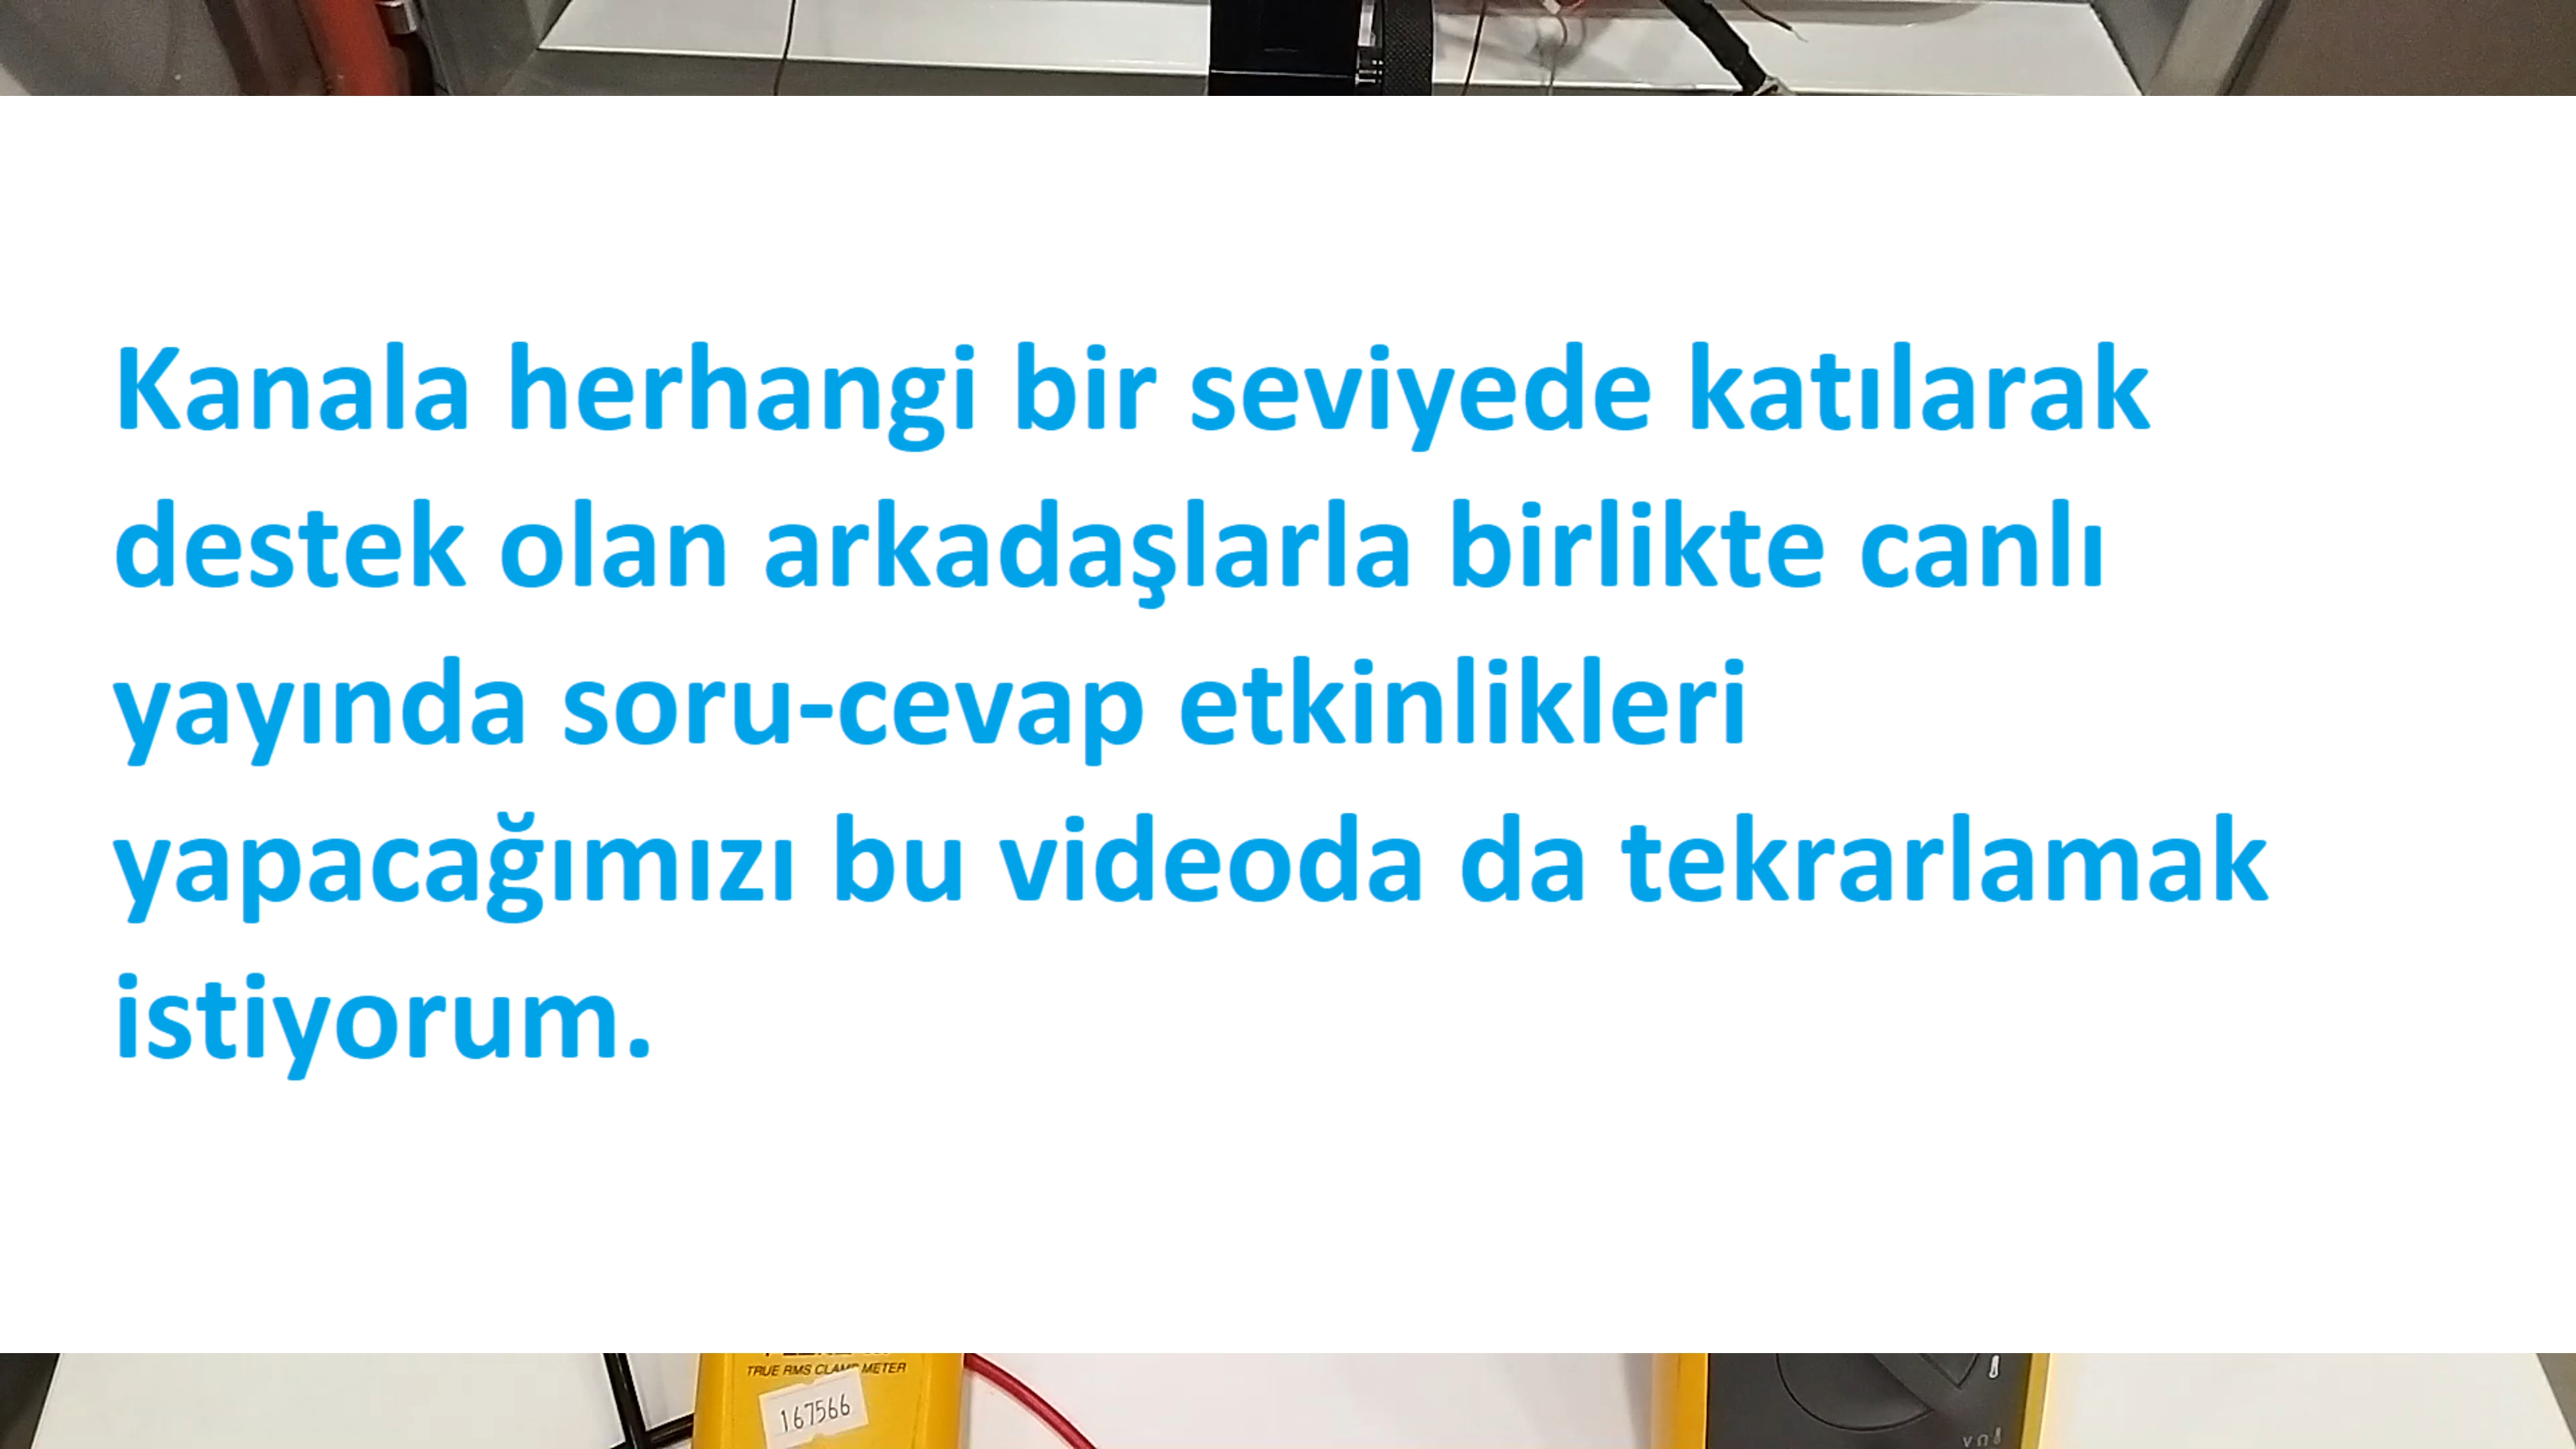 Kanala herhangi bir seviyede katılarak
destek olan arkadaşlarla birlikte canlı
yayında soru-cevap etkinlikleri
yapacağımızı bu videoda da tekrarlamak
istiyorum.
TRUE RMS CLAMP METER
167566